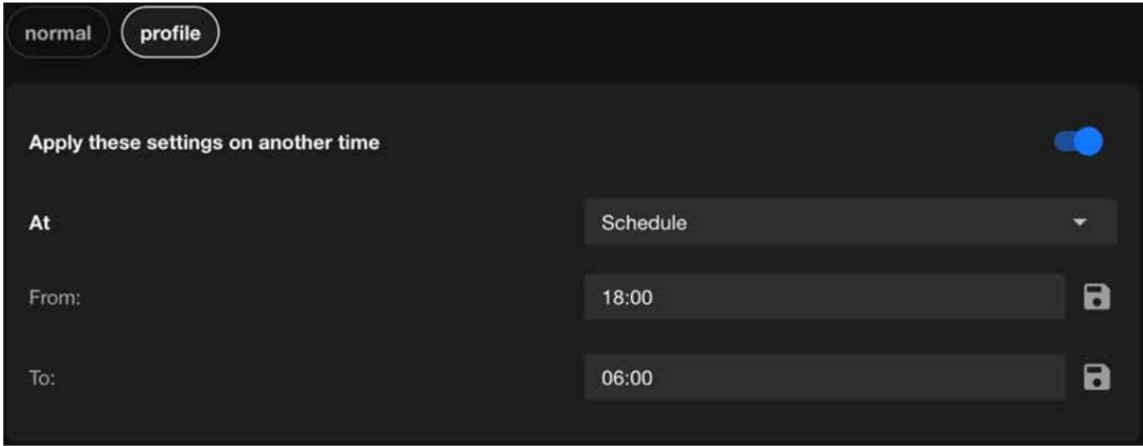 normal profile
Apply these settings on another time
At Schedule
From: 18:00
To: 06:00